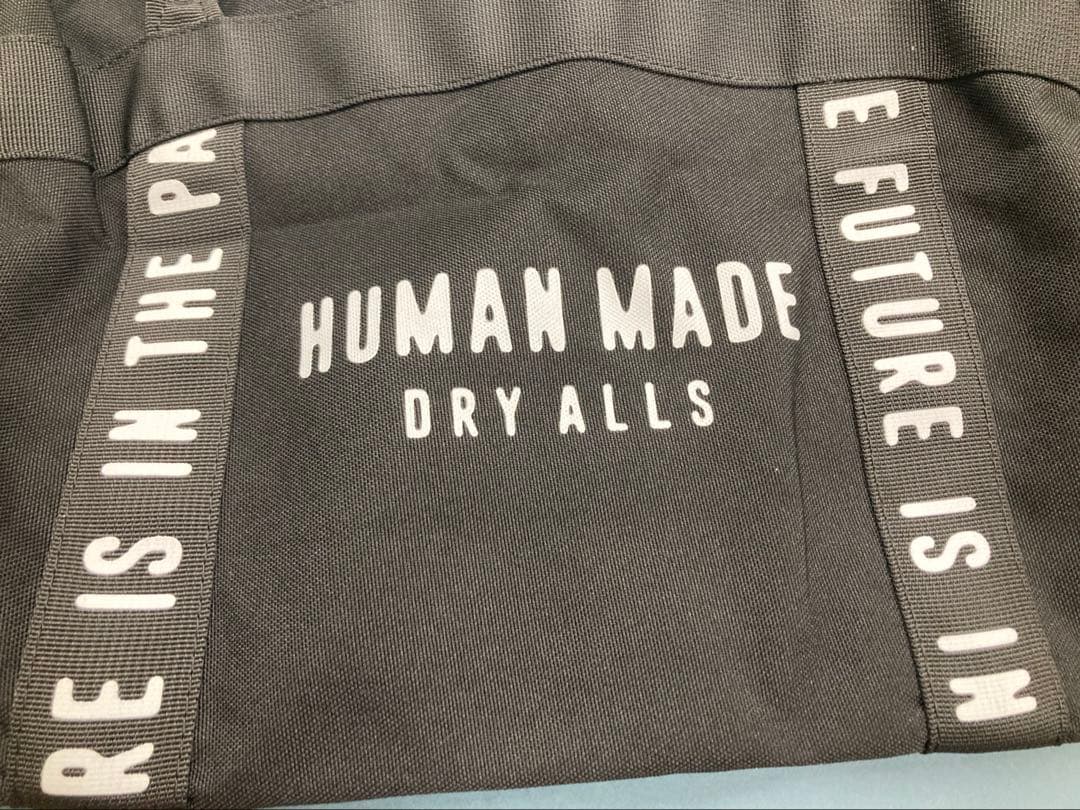 RE IS IN THE PA
HUMAN MADE
DRY ALLS
E FUTURE IS IN